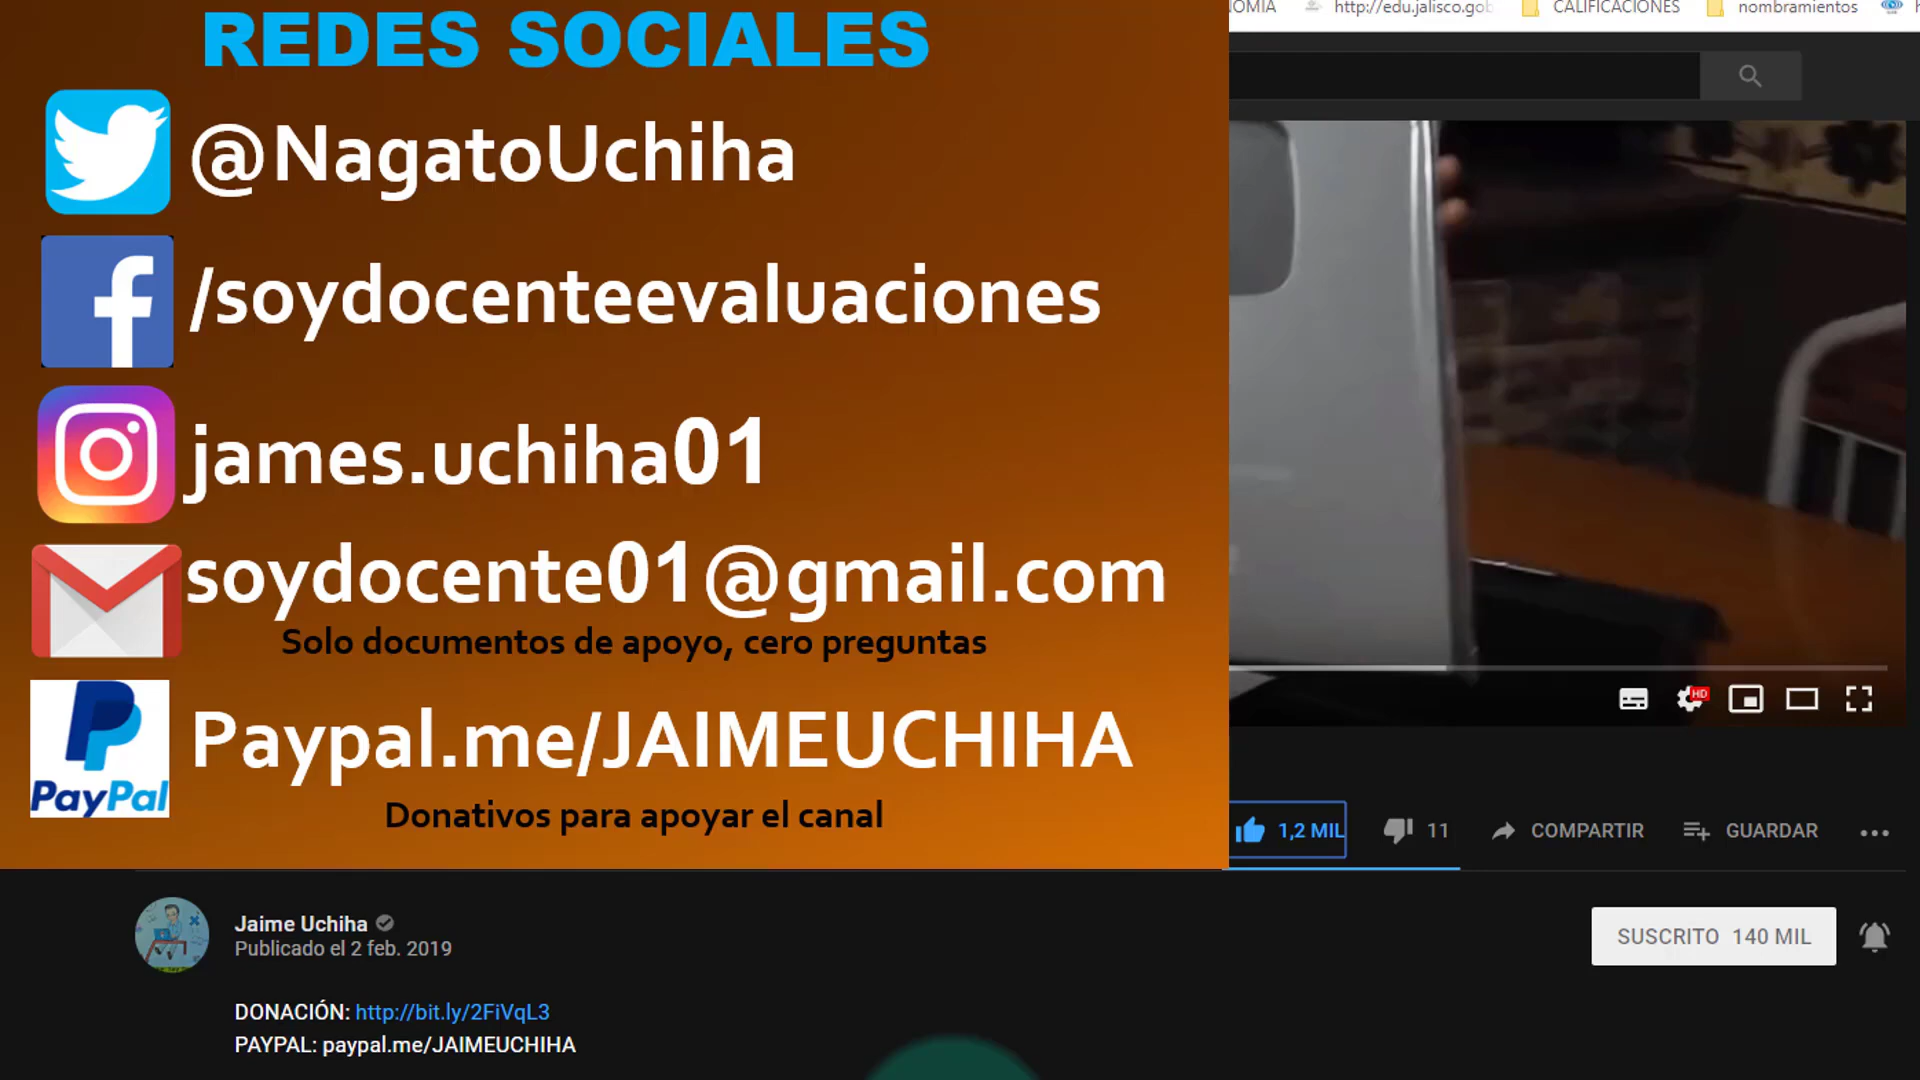 REDES SOCIALES
@NagatoUchiha
/soydocenteevaluaciones
james.uchiha01
soydocente01@gmail.com
Solo documentos de apoyo, cero preguntas
PayPal
Paypal.me/JAIMEUCHIHA
Donativos para apoyar el canal
http://edu.jalisco.gob
CALIFICACIONES
nombramientos
HD
1,2 MIL
11
COMPARTIR
GUARDAR
Jaime Uchiha
Publicado el 2 feb. 2019
SUSCRITO 140 MIL
DONACIÓN: http://bit.ly/2FiVqL3
PAYPAL: paypal.me/JAIMEUCHIHA